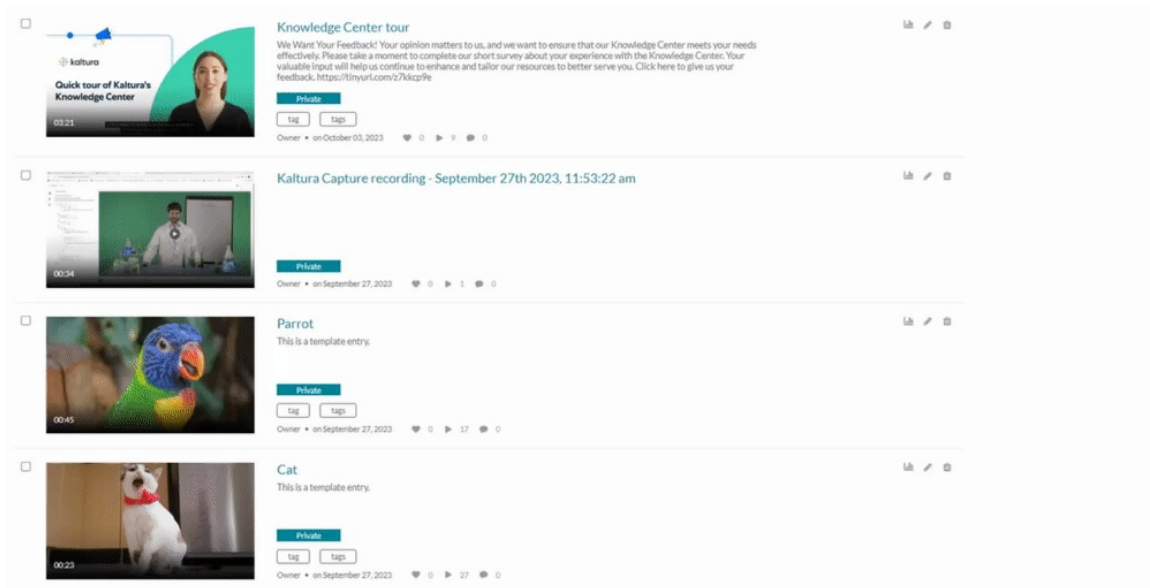 Knowledge Center tour
We Want Your Feedback! Your opinion matters to us, and we want to ensure that our Knowledge Center meets your needs
effectively. Please take a moment to complete our short survey about your experience with the Knowledge Center. Your
valuable input will help us continue to enhance and tailor our resources to better serve you. Click here to give us your
feedback. https://tinyurl.com/z7kkcp9e
kaltura
Quick tour of Kaltura's
Knowledge Center
03:21
Private
tag tags
Owner • on October 03, 2023 0 9 0
Kaltura Capture recording - September 27th 2023, 11:53:22 am
00:34
Private
Owner • on September 27, 2023 0 1 0
Parrot
This is a template entry.
00:45
Private
tag tags
Owner • on September 27, 2023 0 17 0
Cat
This is a template entry.
00:23
Private
tag tags
Owner • on September 27, 2023 0 27 0